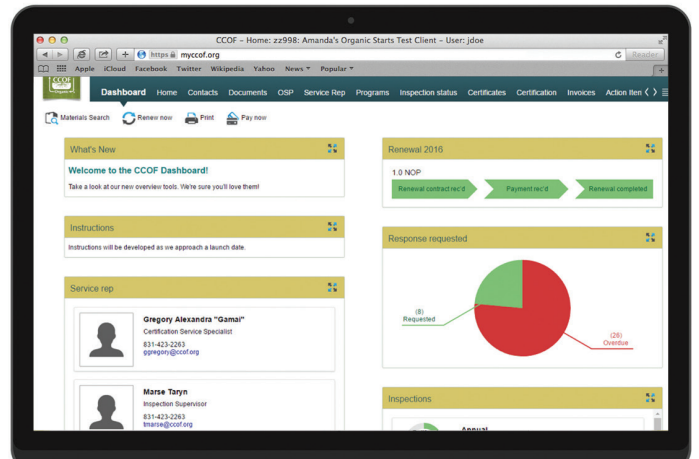 CCOF - Home: zz998: Amanda's Organic Starts Test Client - User: jdoe
https myccof.org
Reader
Apple iCloud Facebook Twitter Wikipedia Yahoo News Popular
CCOF
Organic
Dashboard Home Contacts Documents OSP Service Rep Programs Inspection status Certificates Certification Invoices Action Iten
Materials Search Renew now Print Pay now
What's New
Welcome to the CCOF Dashboard!
Take a look at our new overview tools. We're sure you'll love them!
Instructions
Instructions will be developed as we approach a launch date.
Service rep
Gregory Alexandra "Gamai"
Certification Service Specialist
831-423-2263
ggregory@ccof.org
Marse Taryn
Inspection Supervisor
831-423-2263
tmarse@ccof.org
Renewal 2016
1.0 NOP
Renewal contract rec'd Payment rec'd Renewal completed
Response requested
(8)
Requested
(26)
Overdue
Inspections
Annual